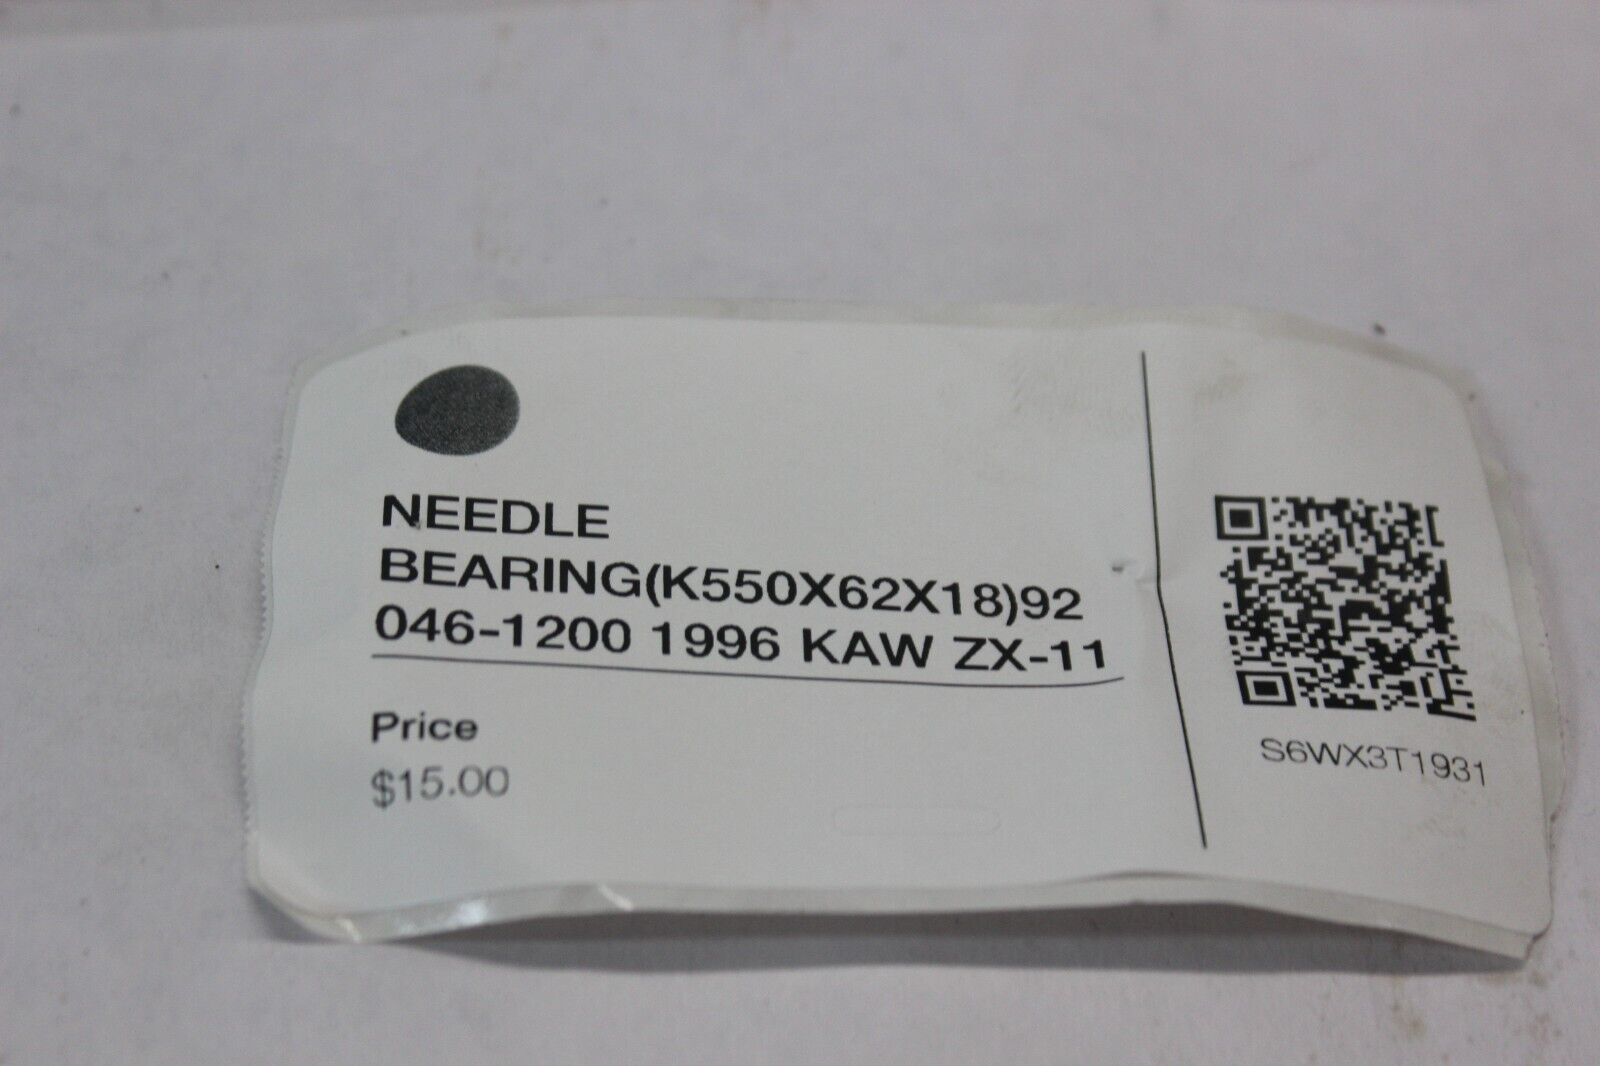 NEEDLE
BEARING(K550X62X18)92
046-1200 1996 KAW ZX-11
Price
$15.00
S6WX3T1931